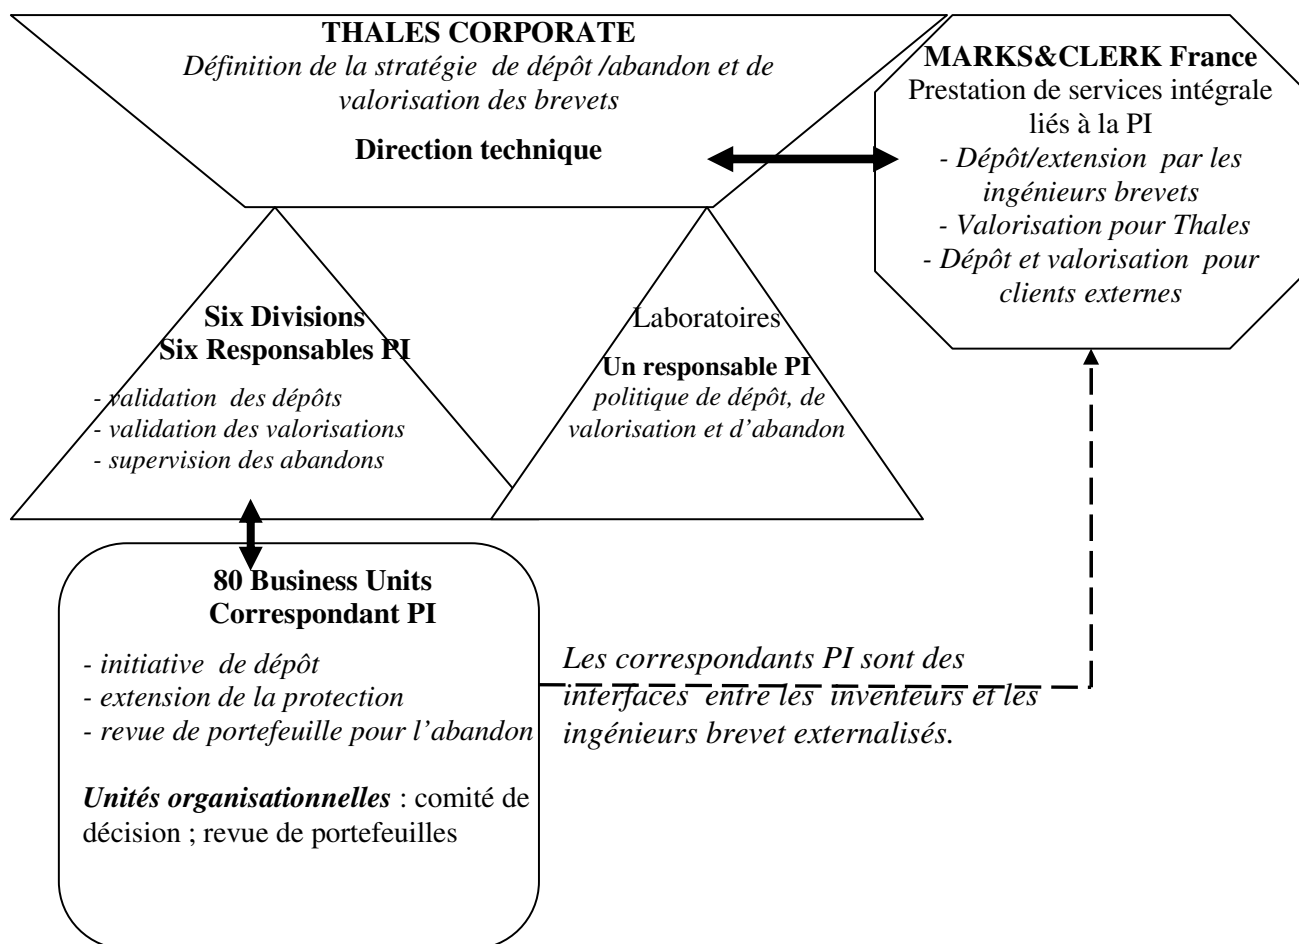 THALES CORPORATE
Définition de la stratégie de dépôt /abandon et de
valorisation des brevets
Direction technique
MARKS&CLERK France
Prestation de services intégrale
liés à la PI
- Dépôt/extension par les
ingénieurs brevets
- Valorisation pour Thales
- Dépôt et valorisation pour
clients externes
Six Divisions
Six Responsables PI
- validation des dépôts
- validation des valorisations
- supervision des abandons
Laboratoires
Un responsable PI
politique de dépôt, de
valorisation et d’abandon
80 Business Units
Correspondant PI
- initiative de dépôt
- extension de la protection
- revue de portefeuille pour l’abandon
Unités organisationnelles : comité de
décision ; revue de portefeuilles
Les correspondants PI sont des
interfaces entre les inventeurs et les
ingénieurs brevet externalisés.